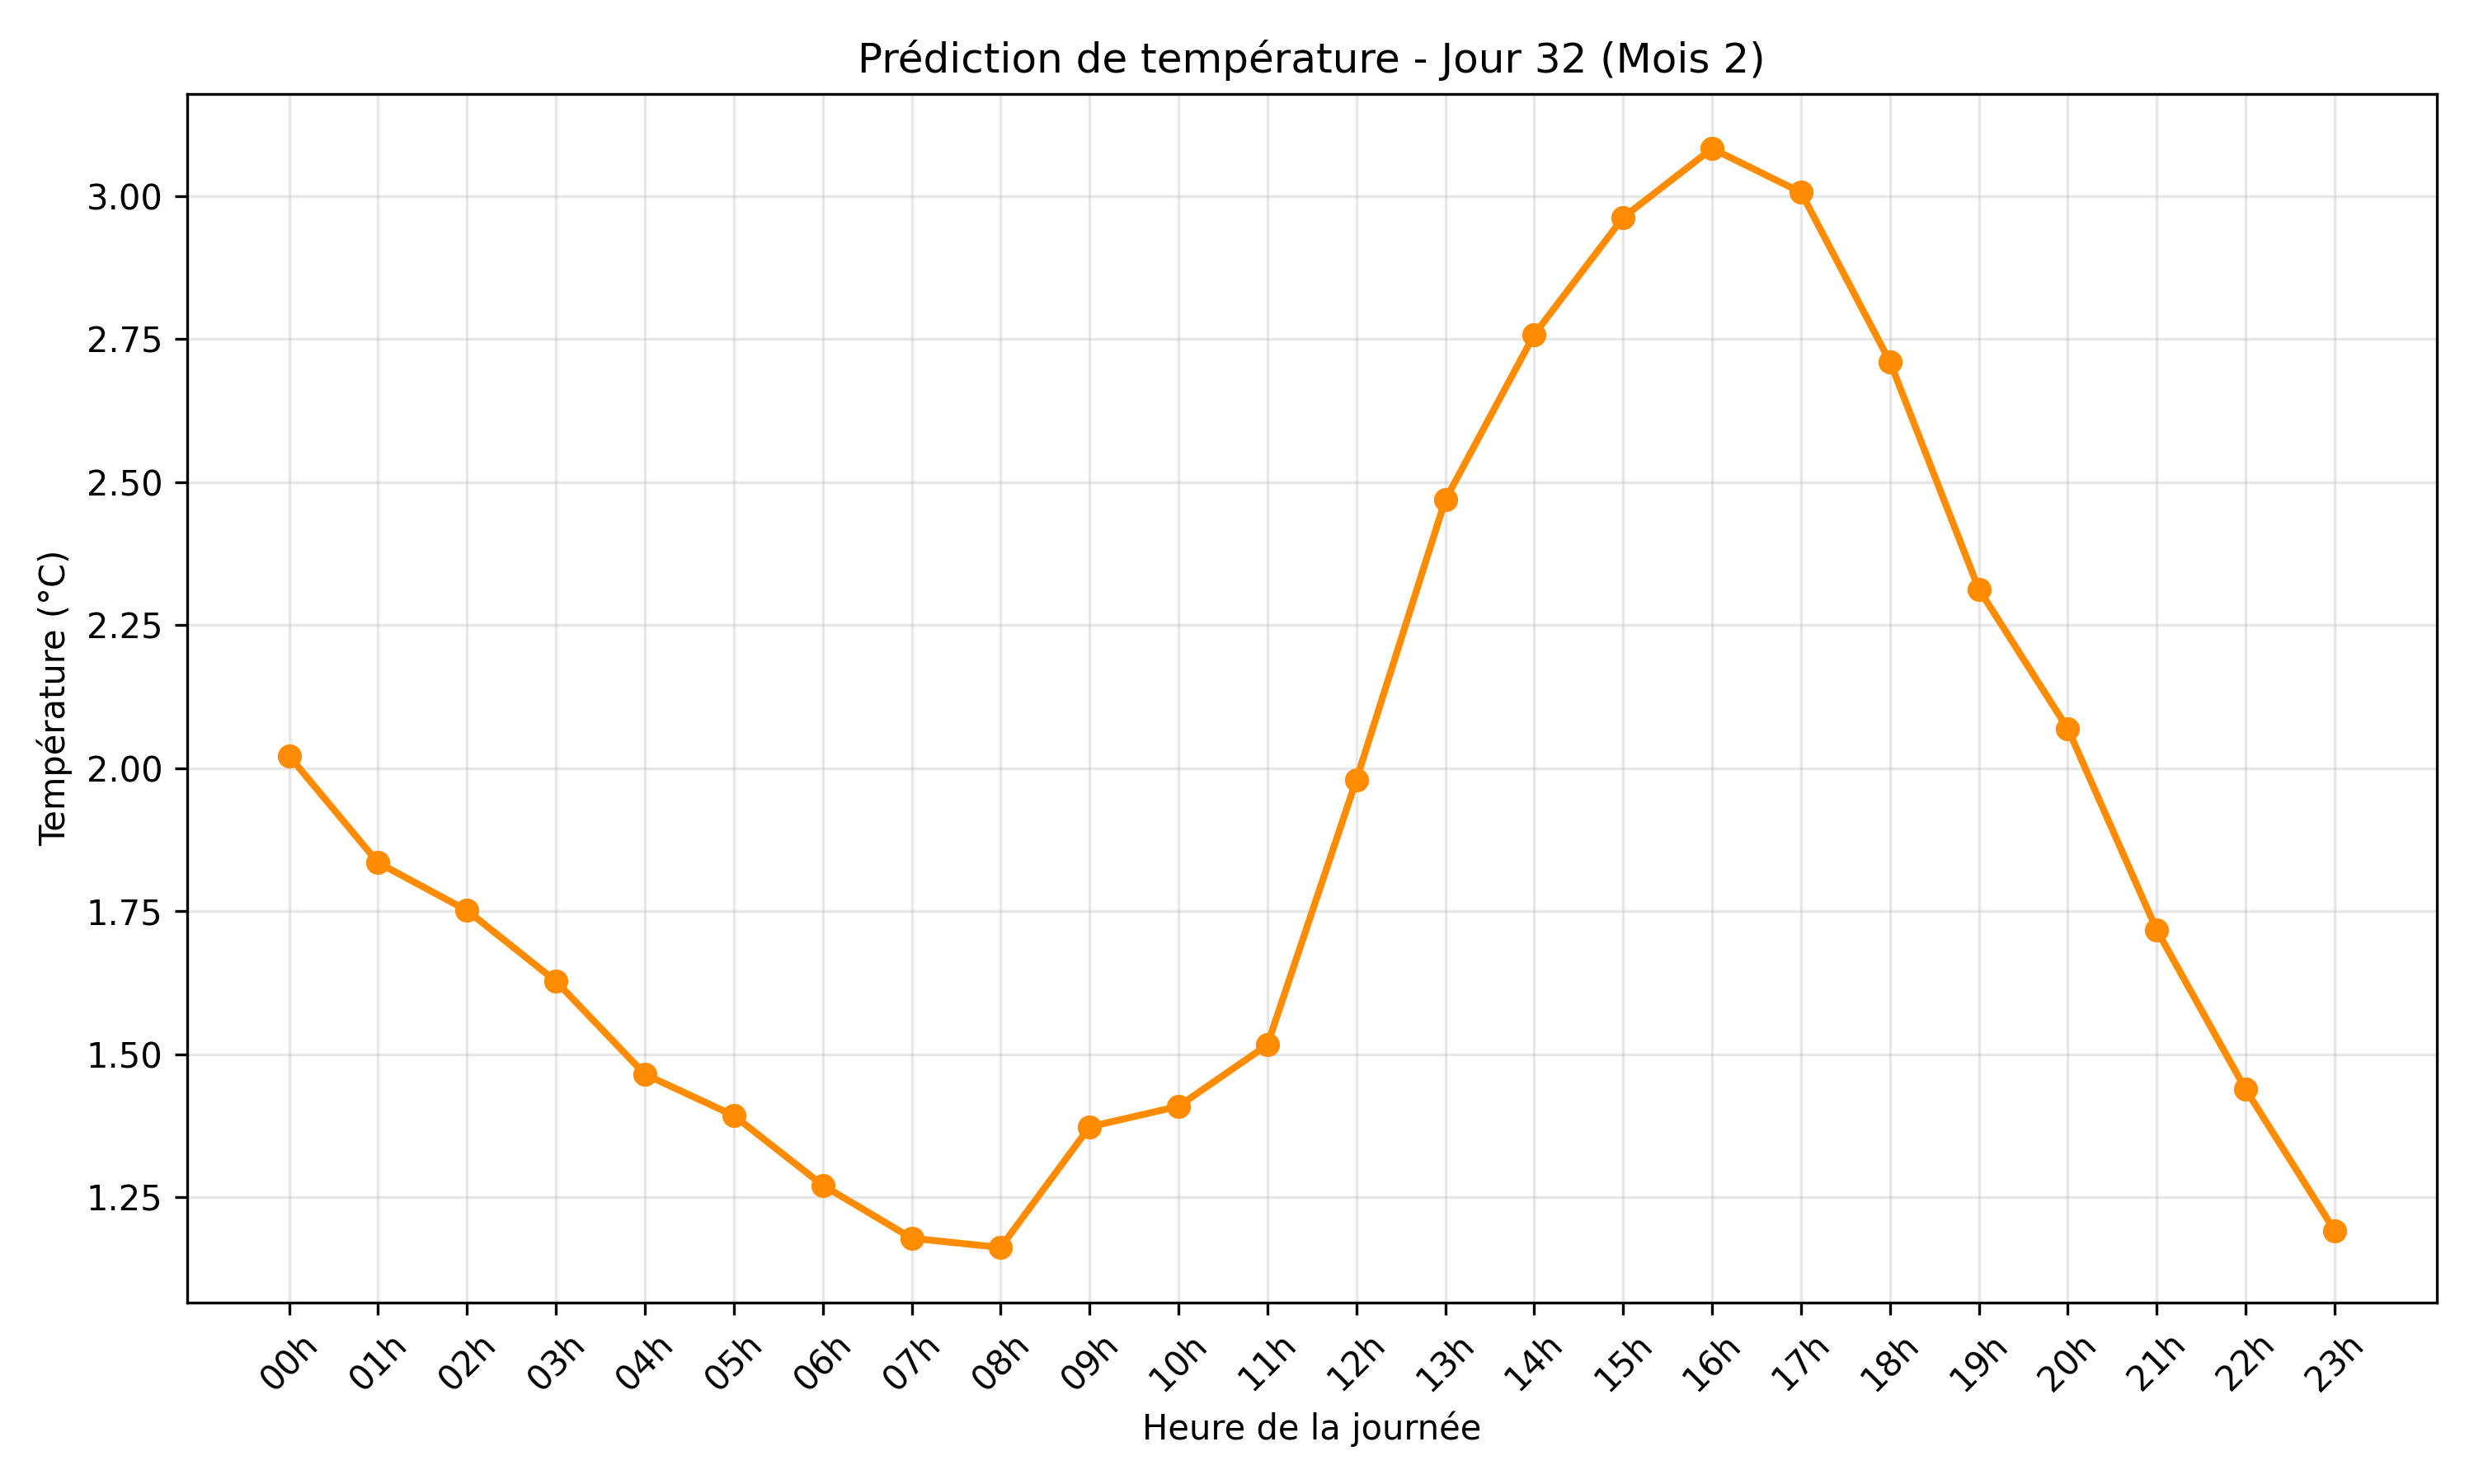 Prédiction de température - Jour 32 (Mois 2)
Température (°C)
3.00
2.75
2.50
2.25
2.00
1.75
1.50
1.25
00h
01h
02h
03h
04h
05h
06h
07h
08h
09h
10h
11h
12h
13h
14h
15h
16h
17h
18h
19h
20h
21h
22h
23h
Heure de la journée